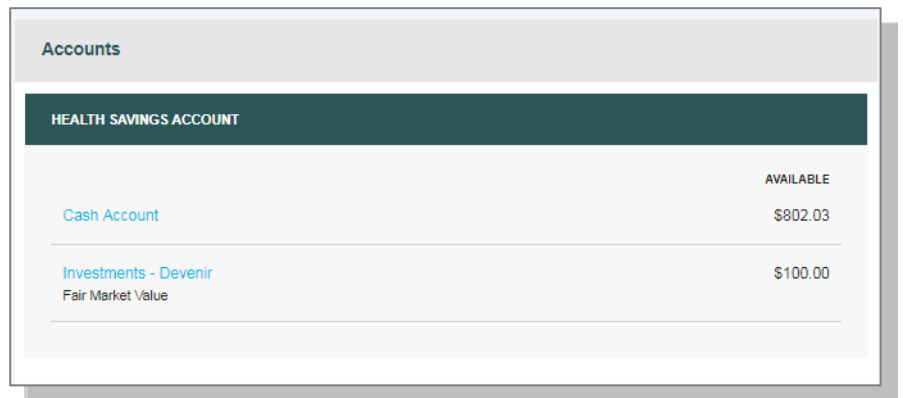 Accounts
HEALTH SAVINGS ACCOUNT
AVAILABLE
Cash Account $802.03
Investments - Devenir $100.00
Fair Market Value